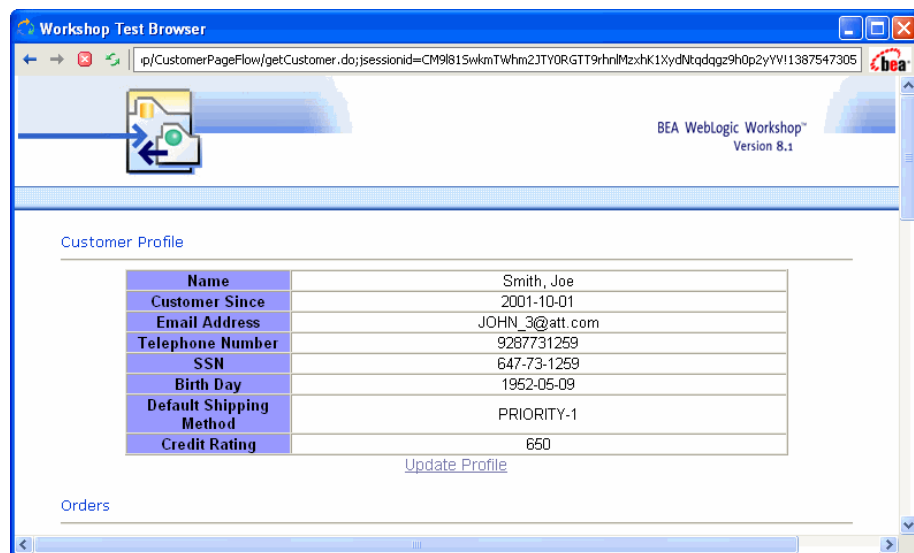 Workshop Test Browser
p/CustomerPageFlow/getCustomer.do;jsessionid=CM9l81SwkmTWhm2JTY0RGTT9rhnlMzxhK1XydNtqdqgz9h0p2yYV!1387547305
bea
BEA WebLogic Workshop™
Version 8.1
Customer Profile
Name Smith, Joe
Customer Since 2001-10-01
Email Address JOHN_3@att.com
Telephone Number 9287731259
SSN 647-73-1259
Birth Day 1952-05-09
Default Shipping
Method PRIORITY-1
Credit Rating 650
Update Profile
Orders